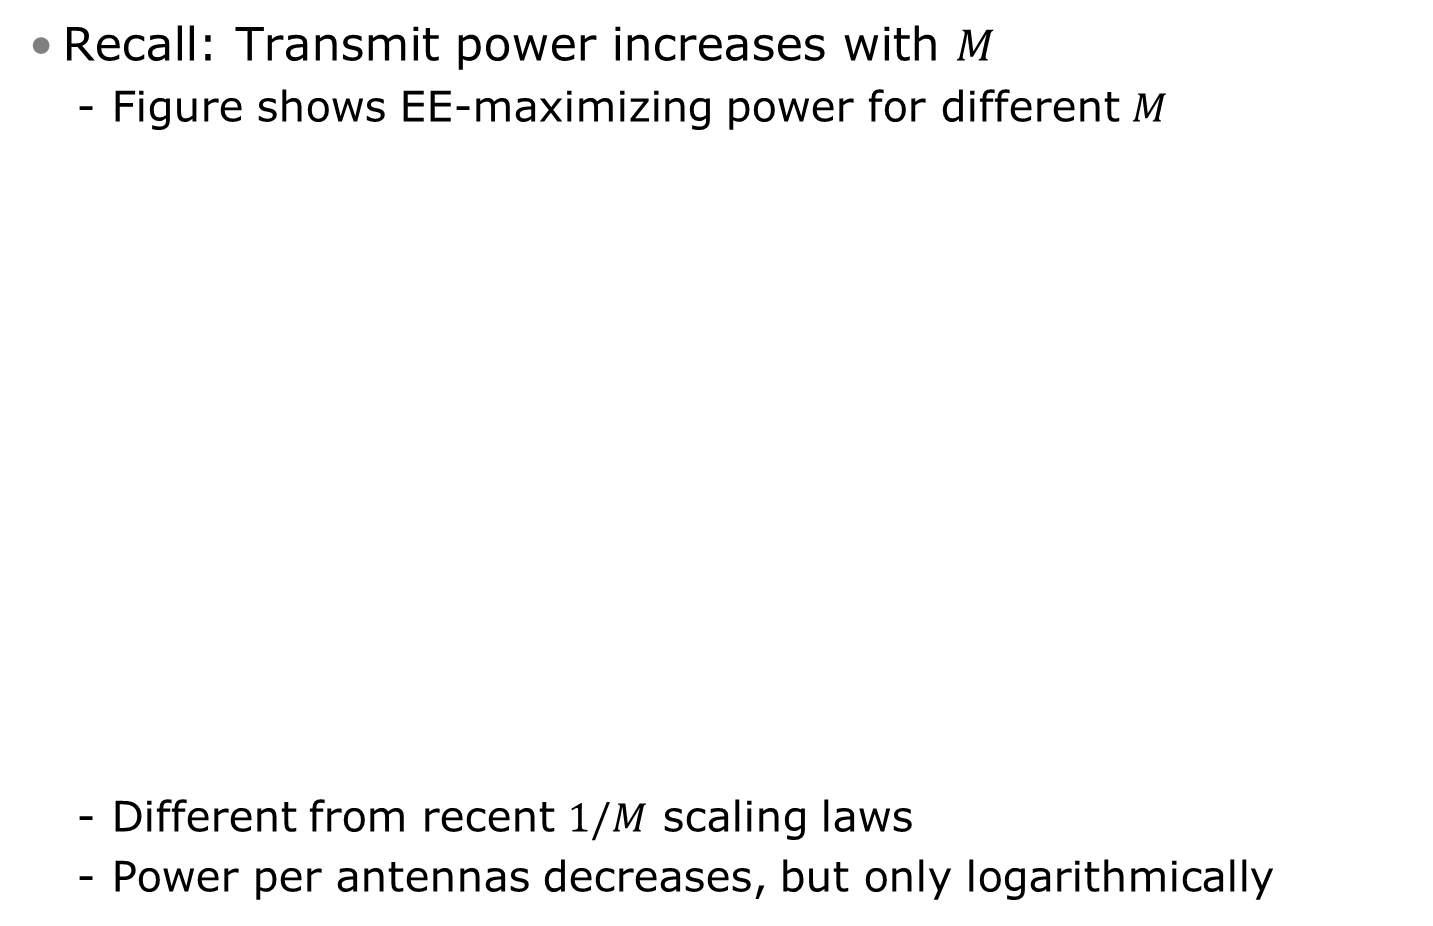 • Recall: Transmit power increases with M
- Figure shows EE-maximizing power for different M
- Different from recent 1/M scaling laws
- Power per antennas decreases, but only logarithmically